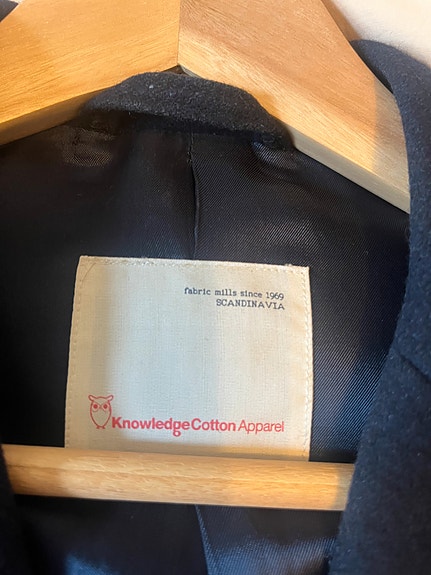 fabric mills since 1969
SCANDINAVIA
KnowledgeCotton Apparel